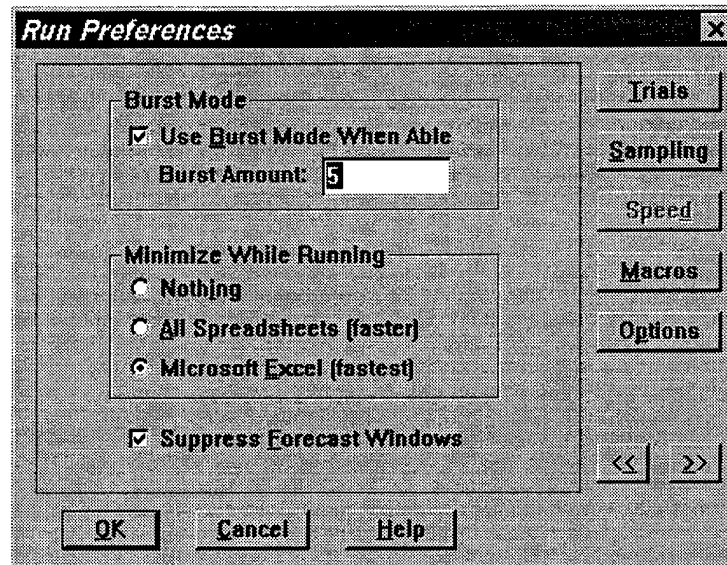 Run Preferences
Burst Mode
Use Burst Mode When Able
Burst Amount: 5
Minimize While Running
Nothing
All Spreadsheets (faster)
Microsoft Excel (fastest)
Suppress Forecast Windows
Trials
Sampling
Speed
Macros
Options
<< >>
OK Cancel Help